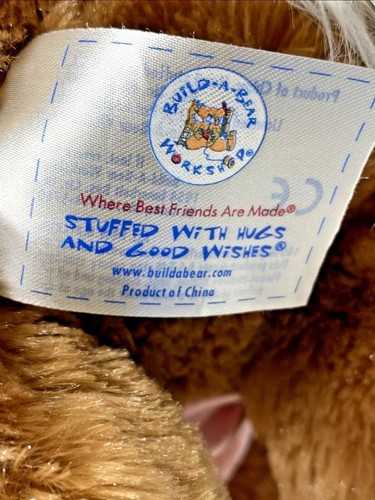 BUILD-A-BEAR
WORKSHOP®
Where Best Friends Are Made®
STUFFED WITH HUGS
AND GOOD WISHES®
www.buildabear.com
Product of China